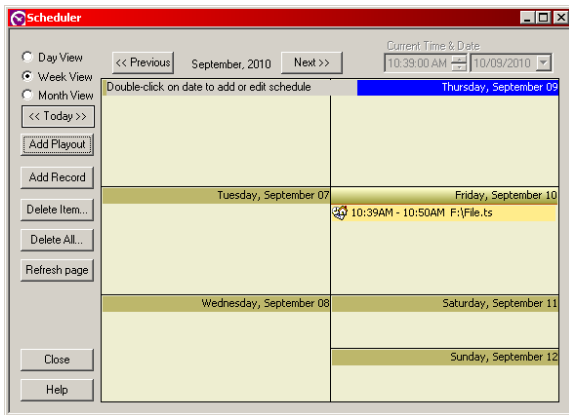 Scheduler
Current Time & Date
Day View
<< Previous
September, 2010
Next >>
10:39:00 AM
10/09/2010
Week View
Month View
<< Today >>
Add Playout
Add Record
Delete Item...
Delete All...
Refresh page
Close
Help
Double-click on date to add or edit schedule
Thursday, September 09
Tuesday, September 07
Friday, September 10
10:39AM - 10:50AM F:\File.ts
Wednesday, September 08
Saturday, September 11
Sunday, September 12